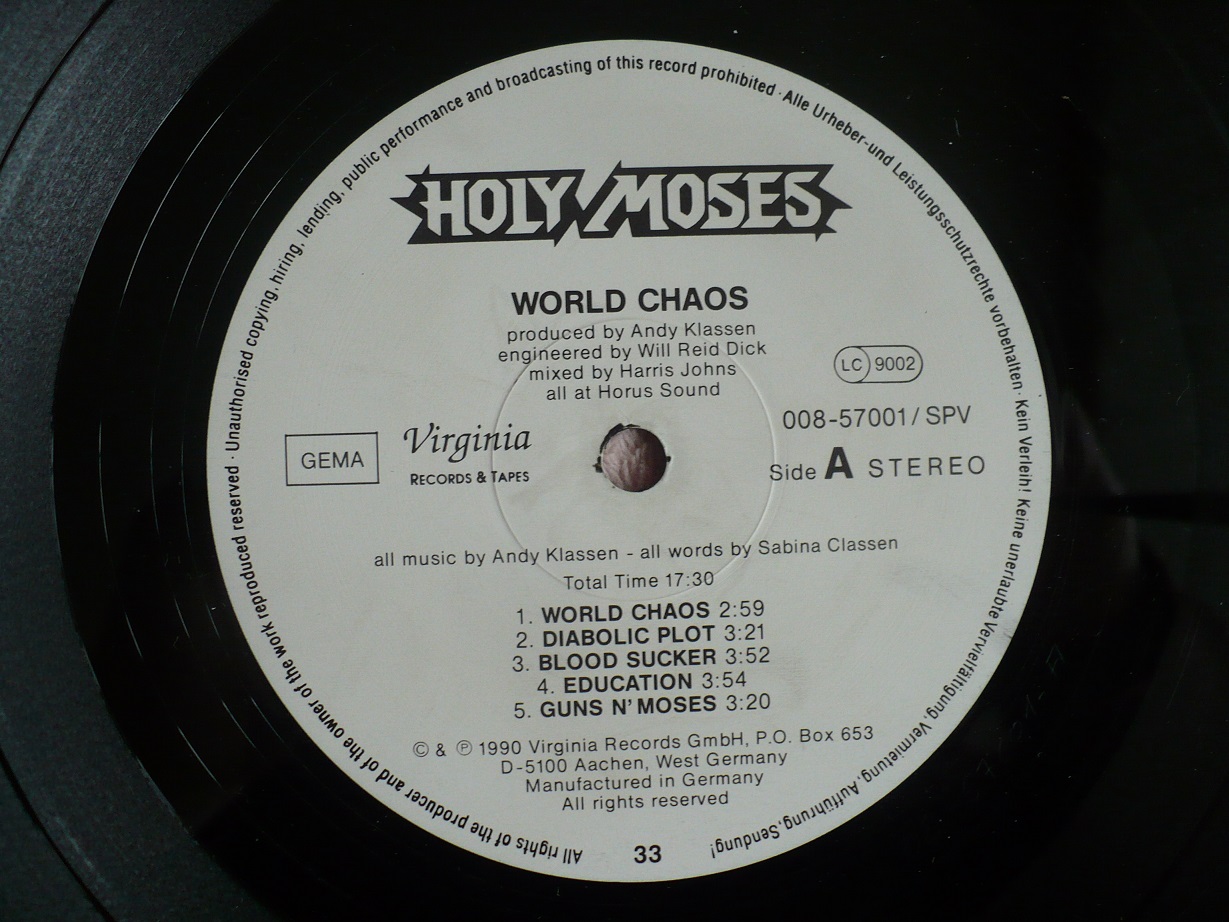 HOLY MOSES
WORLD CHAOS
produced by Andy Klassen
engineered by Will Reid Dick
mixed by Harris Johns
all at Horus Sound
LC 9002
008-57001/SPV
Side A STEREO
GEMA
Virginia
RECORDS & TAPES
all music by Andy Klassen - all words by Sabina Classen
Total Time 17:30
1. WORLD CHAOS 2:59
2. DIABOLIC PLOT 3:21
3. BLOOD SUCKER 3:52
4. EDUCATION 3:54
5. GUNS N' MOSES 3:20
© & ℗ 1990 Virginia Records GmbH, P.O. Box 653
D-5100 Aachen, West Germany
Manufactured in Germany
All rights reserved
33
All rights of the producer and of the owner of the work reproduced reserved · Unauthorised copying, hiring, lending, public performance and broadcasting of this record prohibited · Alle Urheber-und Leistungsschutzrechte vorbehalten · Kein Verleih! Keine unerlaubte Vervielfältigung, Vermietung, Aufführung, Sendung!